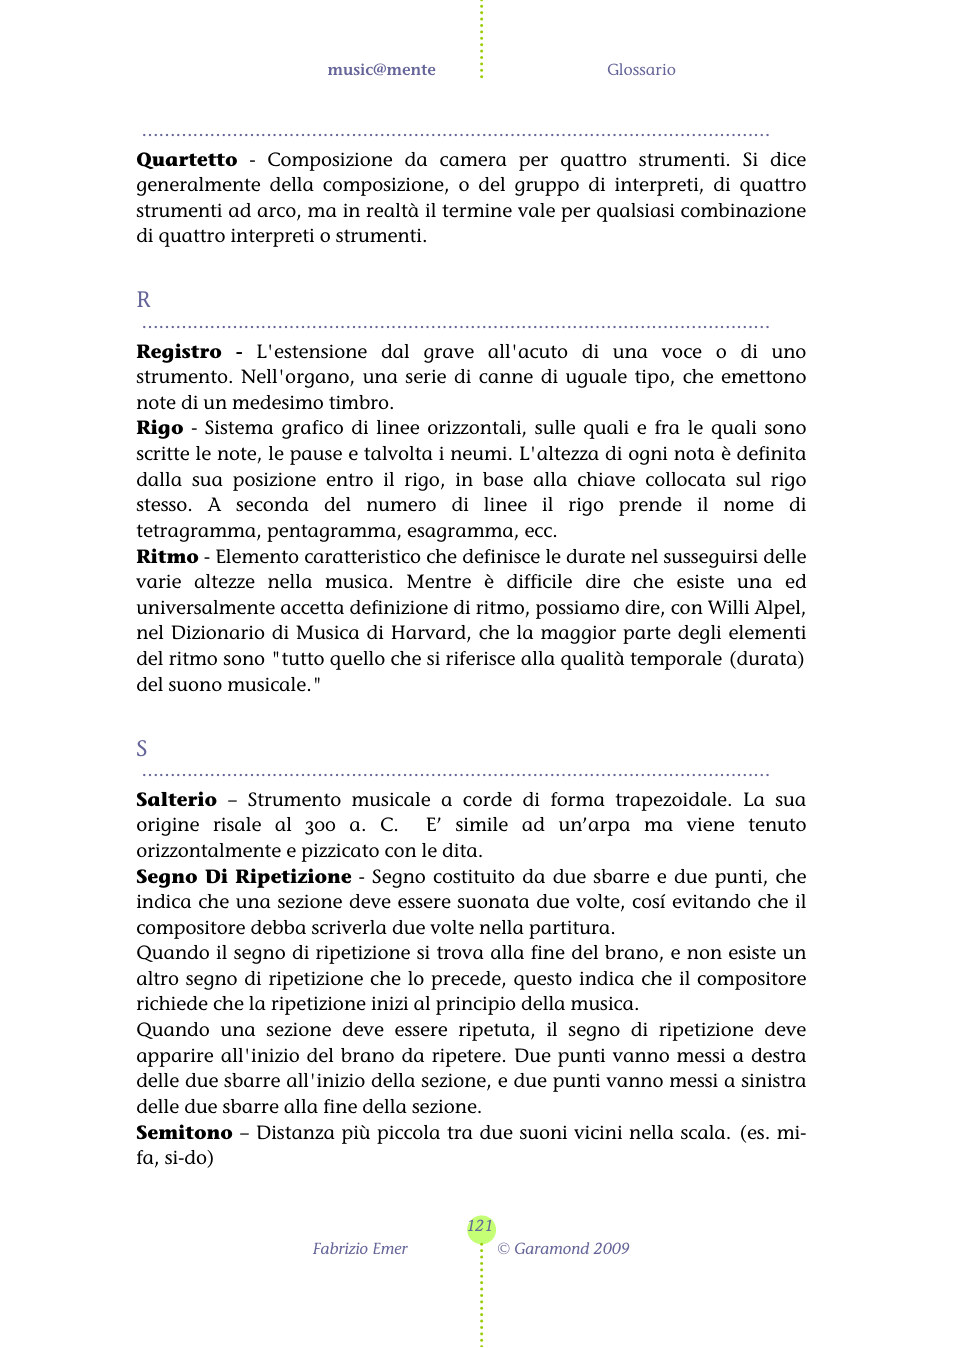 music@mente
Glossario
Quartetto - Composizione da camera per quattro strumenti. Si dice
generalmente della composizione, o del gruppo di interpreti, di quattro
strumenti ad arco, ma in realtà il termine vale per qualsiasi combinazione
di quattro interpreti o strumenti.
R
Registro - L'estensione dal grave all'acuto di una voce o di uno
strumento. Nell'organo, una serie di canne di uguale tipo, che emettono
note di un medesimo timbro.
Rigo - Sistema grafico di linee orizzontali, sulle quali e fra le quali sono
scritte le note, le pause e talvolta i neumi. L'altezza di ogni nota è definita
dalla sua posizione entro il rigo, in base alla chiave collocata sul rigo
stesso. A seconda del numero di linee il rigo prende il nome di
tetragramma, pentagramma, esagramma, ecc.
Ritmo - Elemento caratteristico che definisce le durate nel susseguirsi delle
varie altezze nella musica. Mentre è difficile dire che esiste una ed
universalmente accetta definizione di ritmo, possiamo dire, con Willi Alpel,
nel Dizionario di Musica di Harvard, che la maggior parte degli elementi
del ritmo sono "tutto quello che si riferisce alla qualità temporale (durata)
del suono musicale."
S
Salterio – Strumento musicale a corde di forma trapezoidale. La sua
origine risale al 300 a. C. E’ simile ad un’arpa ma viene tenuto
orizzontalmente e pizzicato con le dita.
Segno Di Ripetizione - Segno costituito da due sbarre e due punti, che
indica che una sezione deve essere suonata due volte, cosí evitando che il
compositore debba scriverla due volte nella partitura.
Quando il segno di ripetizione si trova alla fine del brano, e non esiste un
altro segno di ripetizione che lo precede, questo indica che il compositore
richiede che la ripetizione inizi al principio della musica.
Quando una sezione deve essere ripetuta, il segno di ripetizione deve
apparire all'inizio del brano da ripetere. Due punti vanno messi a destra
delle due sbarre all'inizio della sezione, e due punti vanno messi a sinistra
delle due sbarre alla fine della sezione.
Semitono – Distanza più piccola tra due suoni vicini nella scala. (es. mi-
fa, si-do)
121
Fabrizio Emer
© Garamond 2009